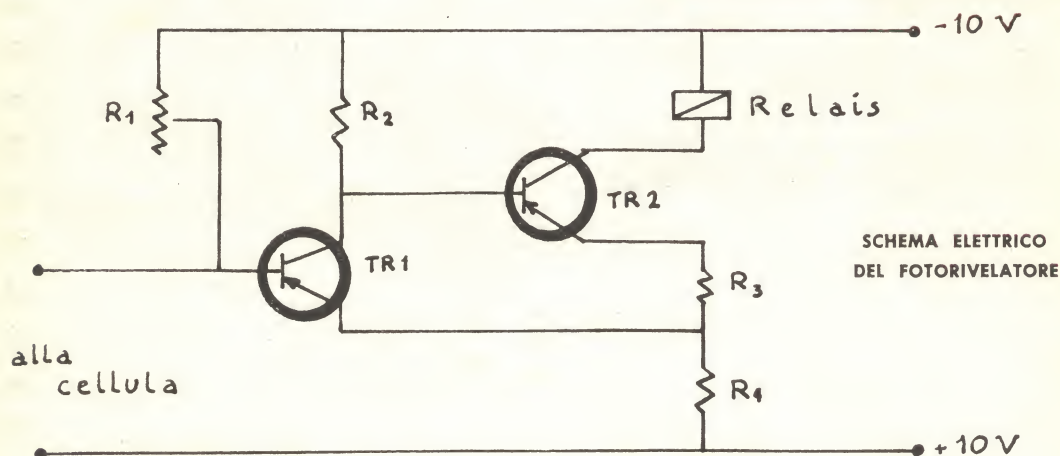 -10 V
R1
R2
Relais
TR2
SCHEMA ELETTRICO
DEL FOTORIVELATORE
TR1
R3
alla
cellula
R4
+10 V